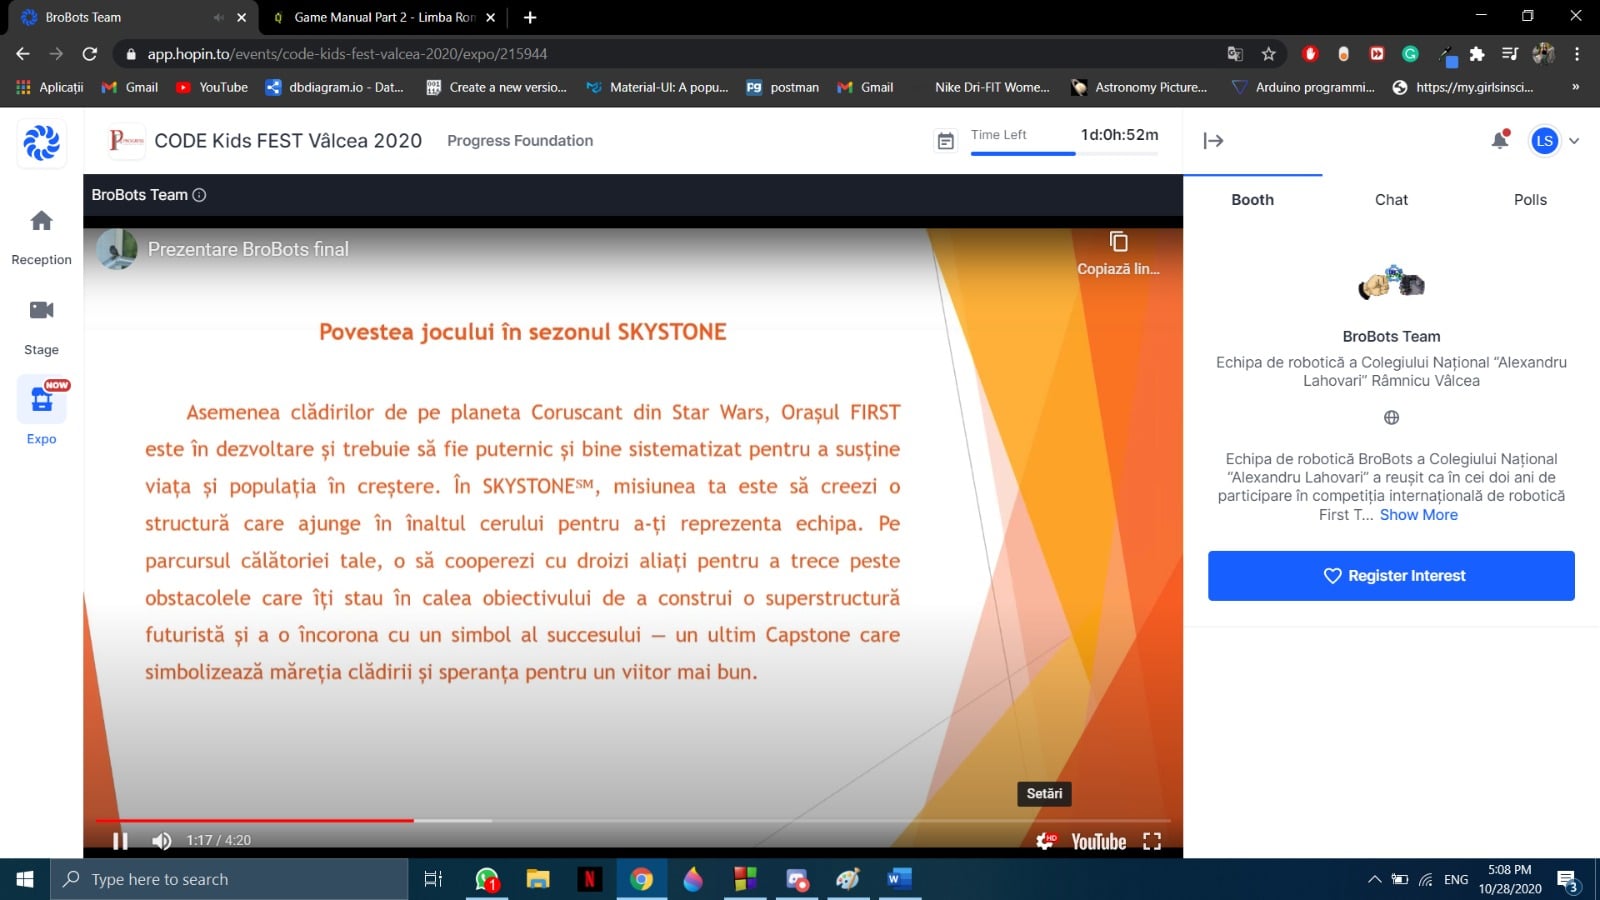 BroBots Team
Game Manual Part 2 - Limba Ron
app.hopin.to/events/code-kids-fest-valcea-2020/expo/215944
Aplicații
Gmail
YouTube
dbdiagram.io - Dat...
Create a new versio...
Material-UI: A popu...
pg postman
Gmail
Nike Dri-FIT Wome...
Astronomy Picture...
Arduino programmi...
https://my.girlsinsci...
»
CODE Kids FEST Vâlcea 2020
Progress Foundation
Time Left
1d:0h:52m
LS
BroBots Team
Booth
Chat
Polls
Reception
Stage
NOW
Expo
Prezentare BroBots final
Copiază lin...
Povestea jocului în sezonul SKYSTONE
Asemenea clădirilor de pe planeta Coruscant din Star Wars, Orașul FIRST
este în dezvoltare și trebuie să fie puternic și bine sistematizat pentru a susține
viața și populația în creștere. În SKYSTONE℠, misiunea ta este să creezi o
structură care ajunge în înaltul cerului pentru a-ți reprezenta echipa. Pe
parcursul călătoriei tale, o să cooperezi cu droizi aliați pentru a trece peste
obstacolele care îți stau în calea obiectivului de a construi o superstructură
futuristă și a o încorona cu un simbol al succesului — un ultim Capstone care
simbolizează măreția clădirii și speranța pentru un viitor mai bun.
Setări
1:17 / 4:20
HD
YouTube
BroBots Team
Echipa de robotică a Colegiului Național “Alexandru
Lahovari” Râmnicu Vâlcea
Echipa de robotică BroBots a Colegiului Național
“Alexandru Lahovari” a reușit ca în cei doi ani de
participare în competiția internațională de robotică
First T... Show More
Register Interest
Type here to search
1
N
W
ENG
5:08 PM
10/28/2020
3